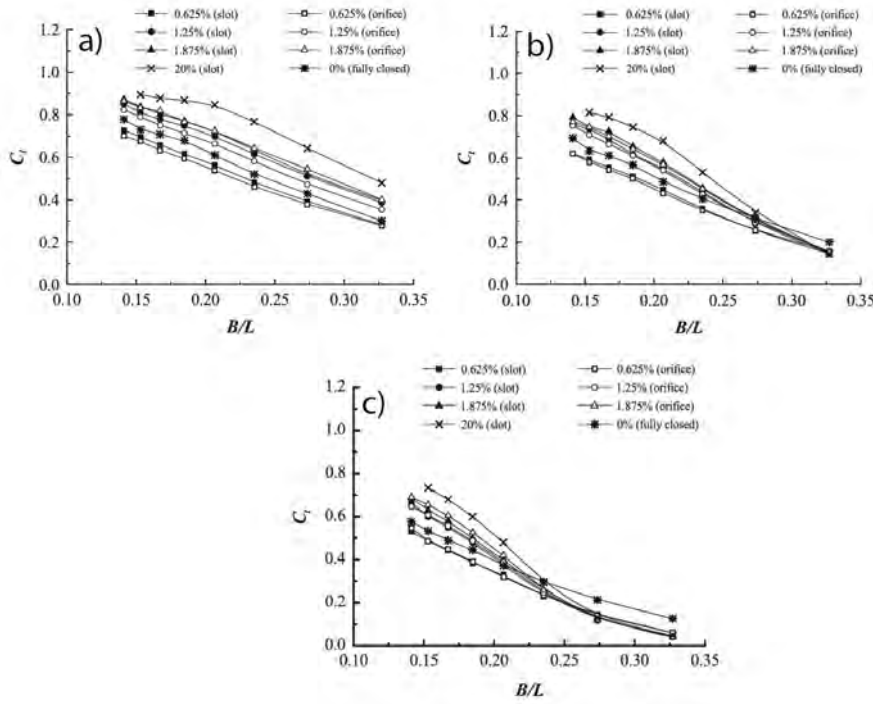 a)
0.625% (slot) 0.625% (orifice)
1.25% (slot) 1.25% (orifice)
1.875% (slot) 1.875% (orifice)
20% (slot) 0% (fully closed)
1.2
1.0
0.8
0.6
0.4
0.2
0.0
Ct
0.10 0.15 0.20 0.25 0.30 0.35
B/L
b)
0.625% (slot) 0.625% (orifice)
1.25% (slot) 1.25% (orifice)
1.875% (slot) 1.875% (orifice)
20% (slot) 0% (fully closed)
1.2
1.0
0.8
0.6
0.4
0.2
0.0
Ct
0.10 0.15 0.20 0.25 0.30 0.35
B/L
c)
0.625% (slot) 0.625% (orifice)
1.25% (slot) 1.25% (orifice)
1.875% (slot) 1.875% (orifice)
20% (slot) 0% (fully closed)
1.2
1.0
0.8
0.6
0.4
0.2
0.0
Ct
0.10 0.15 0.20 0.25 0.30 0.35
B/L